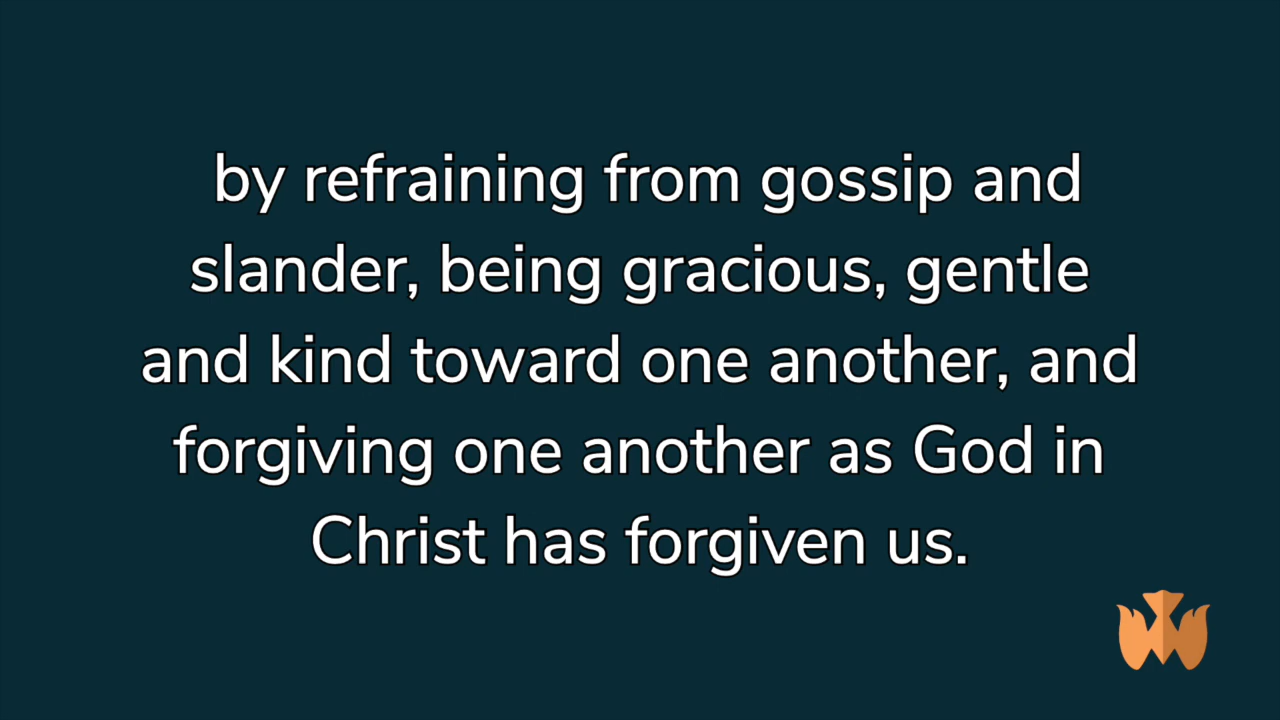 by refraining from gossip and
slander, being gracious, gentle
and kind toward one another, and
forgiving one another as God in
Christ has forgiven us.